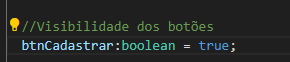 //Visibilidade dos botões
btnCadastrar:boolean = true;